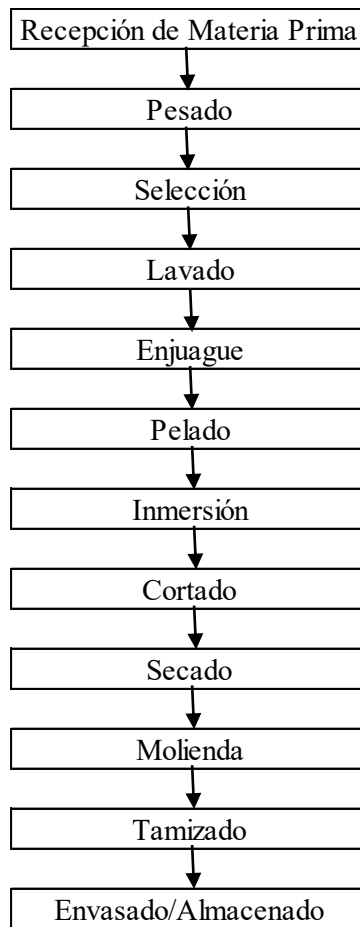 Recepción de Materia Prima
Pesado
Selección
Lavado
Enjuague
Pelado
Inmersión
Cortado
Secado
Molienda
Tamizado
Envasado/Almacenado